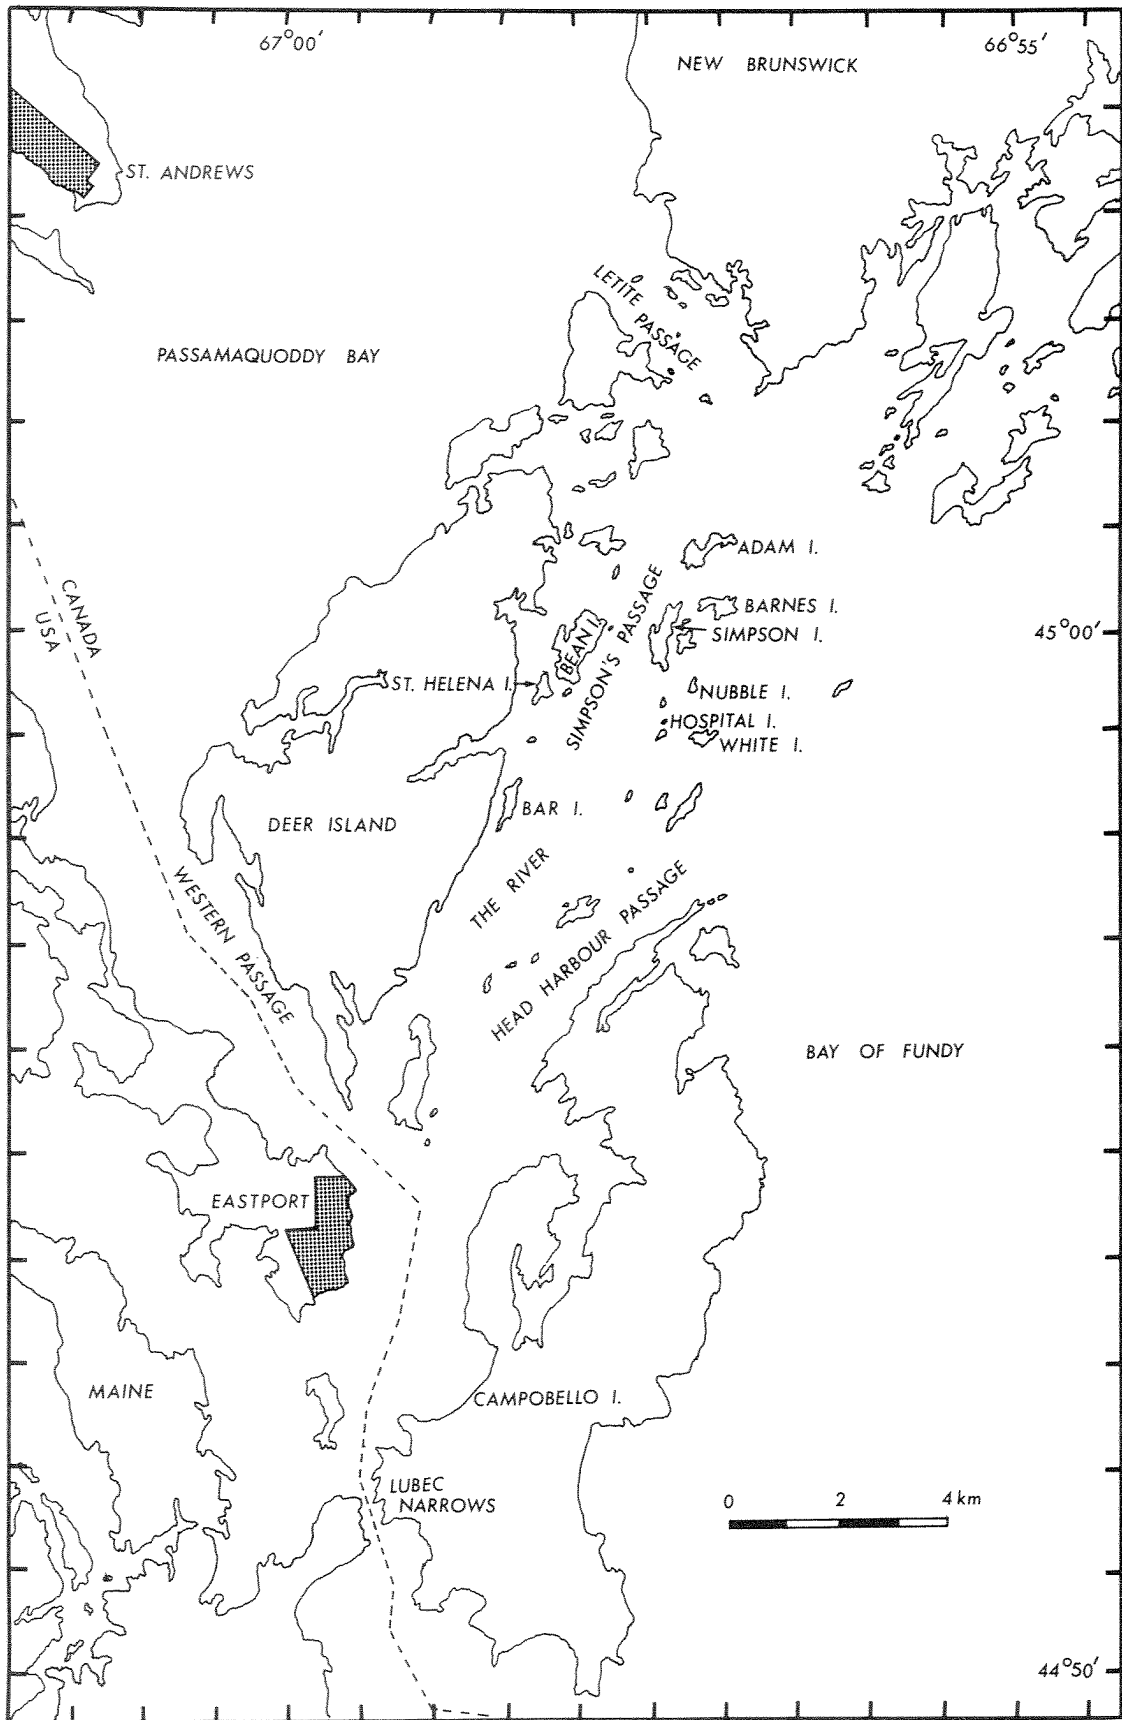 67°00'
66°55'
NEW BRUNSWICK
ST. ANDREWS
LETITE PASSAGE
PASSAMAQUODDY BAY
ADAM I.
CANADA
USA
BARNES I.
SIMPSON I.
45°00'
BEAN I.
SIMPSON'S PASSAGE
ST. HELENA I.
NUBBLE I.
HOSPITAL I.
WHITE I.
BAR I.
DEER ISLAND
THE RIVER
WESTERN PASSAGE
HEAD HARBOUR PASSAGE
BAY OF FUNDY
EASTPORT
MAINE
CAMPOBELLO I.
LUBEC
NARROWS
0 2 4 km
44°50'